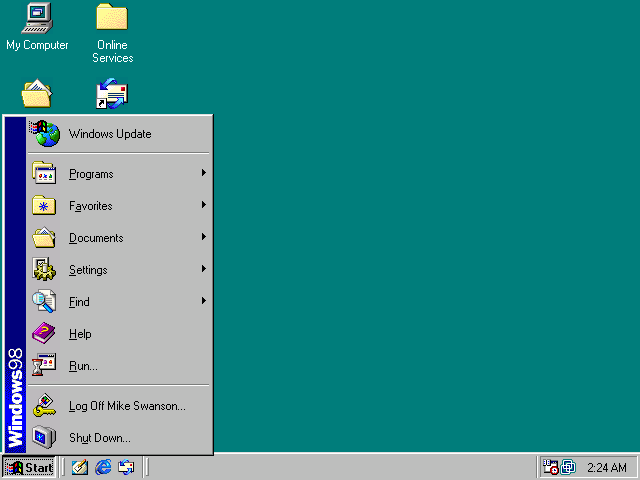 My Computer
Online
Services
Windows Update
Programs
Favorites
Documents
Settings
Find
Help
Run...
Log Off Mike Swanson...
Shut Down...
Windows98
Start
2:24 AM